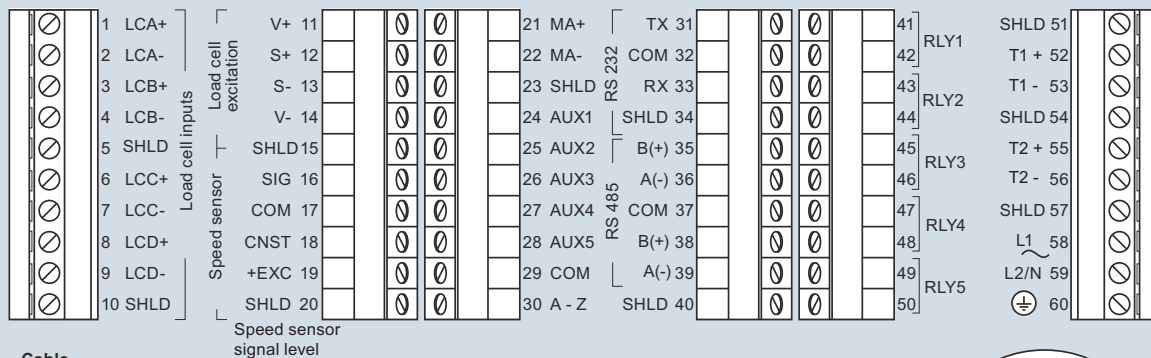 1 LCA+
2 LCA-
3 LCB+
4 LCB-
5 SHLD
6 LCC+
7 LCC-
8 LCD+
9 LCD-
10 SHLD
Load cell inputs
Load cell
excitation
Speed sensor
V+ 11
S+ 12
S- 13
V- 14
SHLD 15
SIG 16
COM 17
CNST 18
+EXC 19
SHLD 20
Speed sensor
signal level
21 MA+
22 MA-
23 SHLD
24 AUX1
25 AUX2
26 AUX3
27 AUX4
28 AUX5
29 COM
30 A - Z
RS 232
RS 485
TX 31
COM 32
RX 33
SHLD 34
B(+) 35
A(-) 36
COM 37
B(+) 38
A(-) 39
SHLD 40
41
42
RLY1
43
44
RLY2
45
46
RLY3
47
48
RLY4
49
50
RLY5
SHLD 51
T1 + 52
T1 - 53
SHLD 54
T2 + 55
T2 - 56
SHLD 57
L1 58
L2/N 59
60
Cable